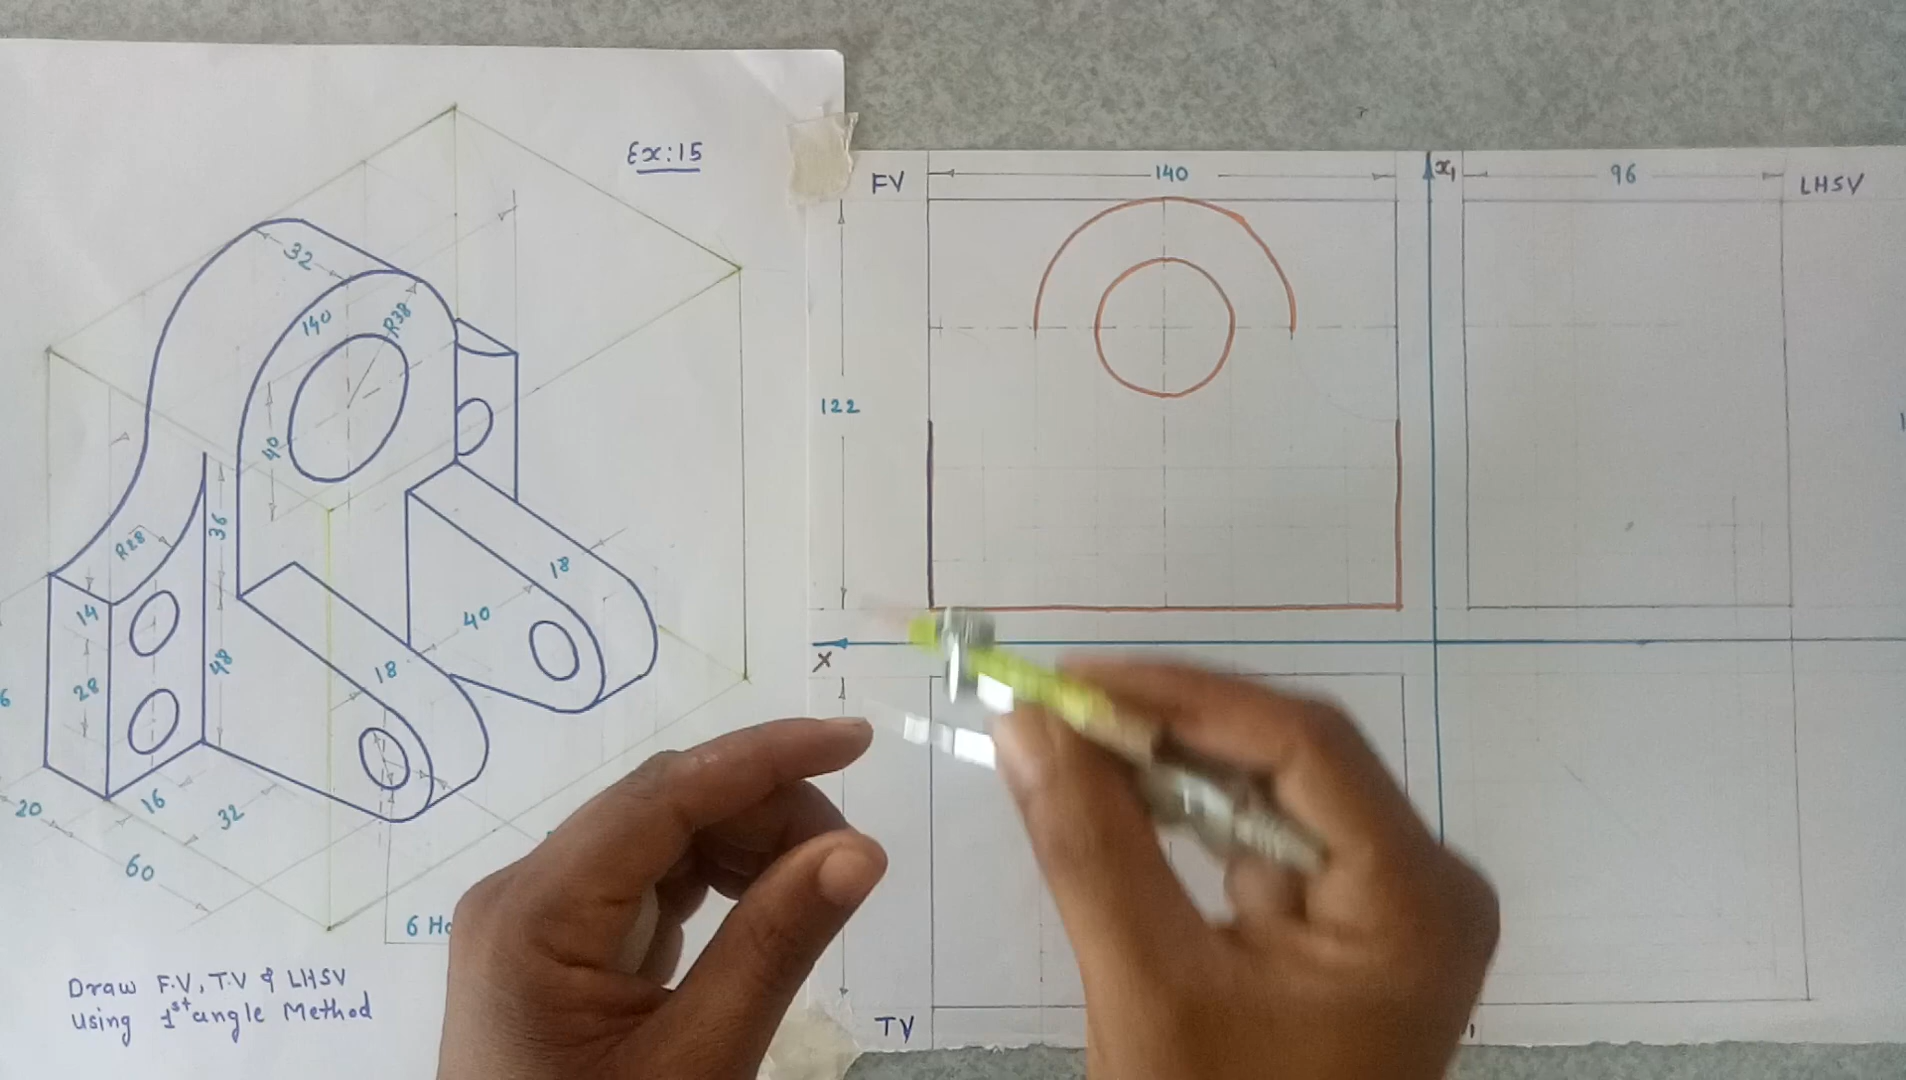 Ex:15
32
140
R38
40
36
R28
14
28
48
18
40
18
6
20
16
32
60
6
Draw F.V, T.V & LHSV
Using 1st angle Method
FV
140
x1
96
LHSV
122
X
TV